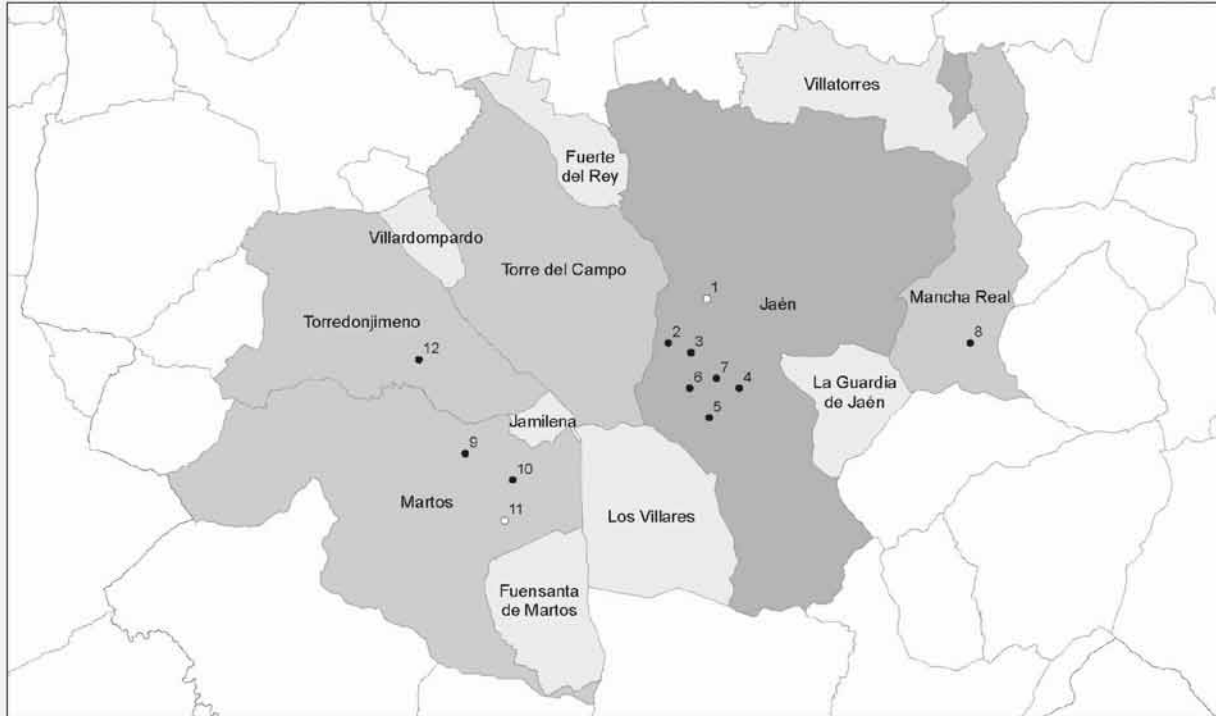 Villatorres
Fuerte
del Rey
Villardompardo
Torre del Campo
1
Jaén
Mancha Real
Torredonjimeno
2
3
8
12
7
6
4
La Guardia
de Jaén
5
Jamilena
9
10
Martos
11
Los Villares
Fuensanta
de Martos